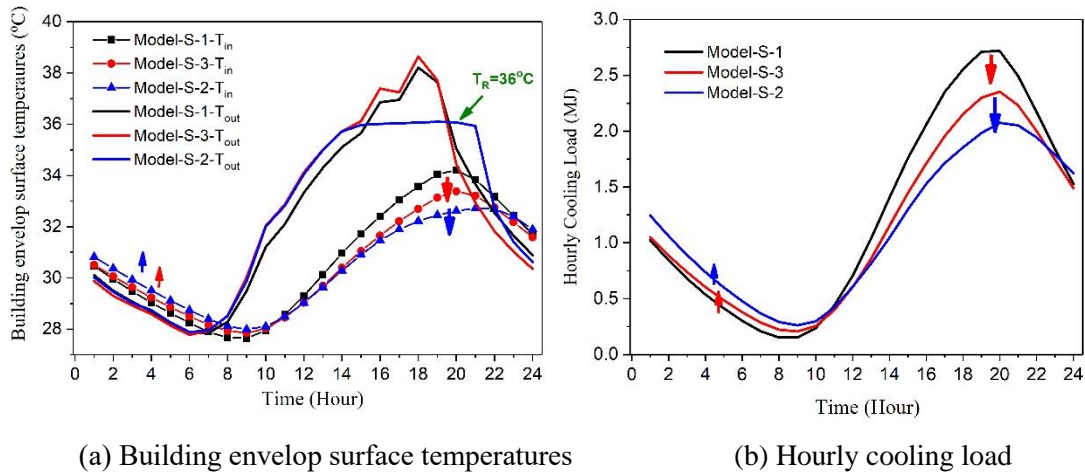 Building envelop surface temperaures (ºC)
40
38
36
34
32
30
28
Model-S-1-Tin
Model-S-3-Tin
Model-S-2-Tin
Model-S-1-Tout
Model-S-3-Tout
Model-S-2-Tout
TR=36°C
0 2 4 6 8 10 12 14 16 18 20 22 24
Time (Hour)
(a) Building envelop surface temperatures
Hourly Cooling Load (MJ)
3.0
2.5
2.0
1.5
1.0
0.5
0.0
Model-S-1
Model-S-3
Model-S-2
0 2 4 6 8 10 12 14 16 18 20 22 24
Time (Hour)
(b) Hourly cooling load